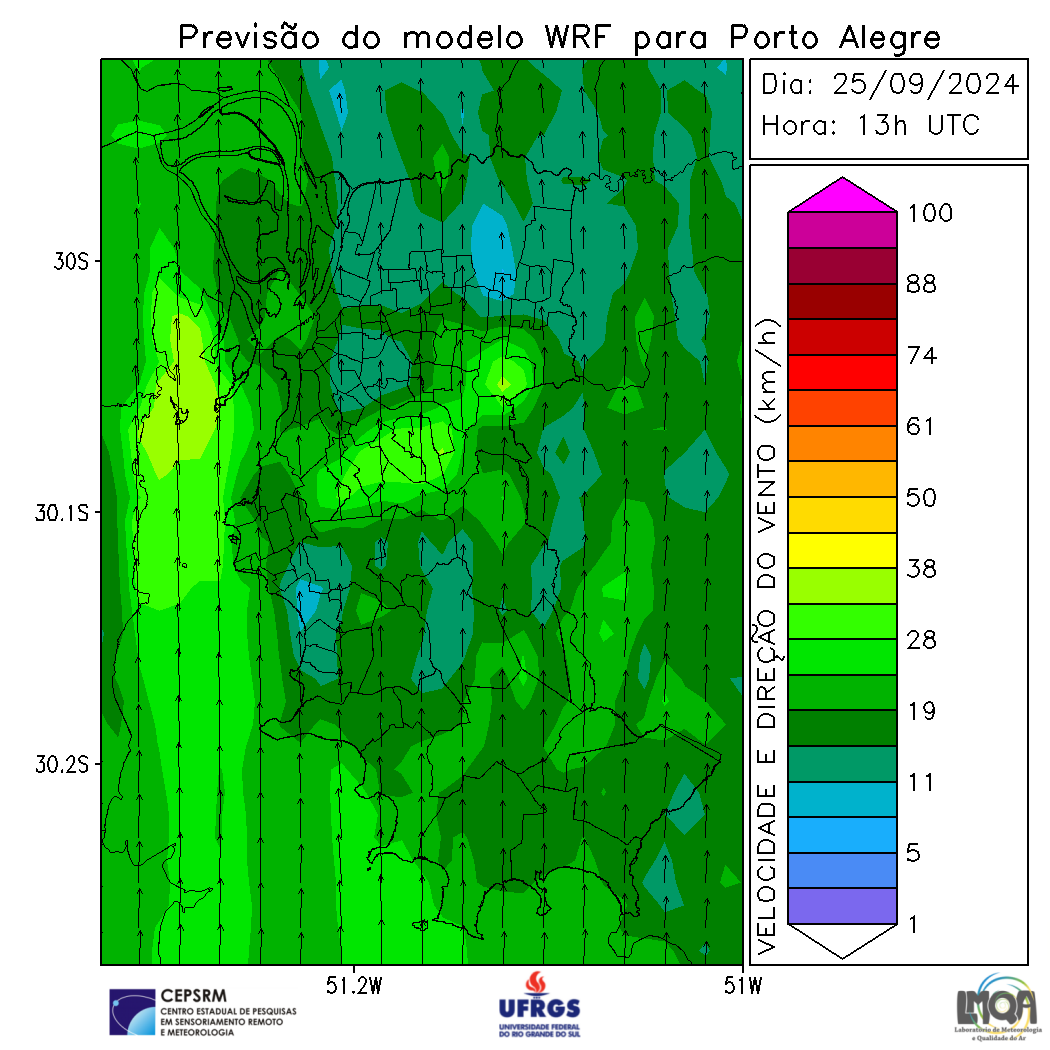 Previsão do modelo WRF para Porto Alegre
Dia: 25/09/2024
Hora: 13h UTC
30S
30.1S
30.2S
51.2W
51W
VELOCIDADE E DIREÇÃO DO VENTO (km/h)
100
88
74
61
50
38
28
19
11
5
1
CEPSRM
CENTRO ESTADUAL DE PESQUISAS
EM SENSORIAMENTO REMOTO
E METEOROLOGIA
UFRGS
UNIVERSIDADE FEDERAL
DO RIO GRANDE DO SUL
LMQA
Laboratório de Meteorologia
e Qualidade do Ar